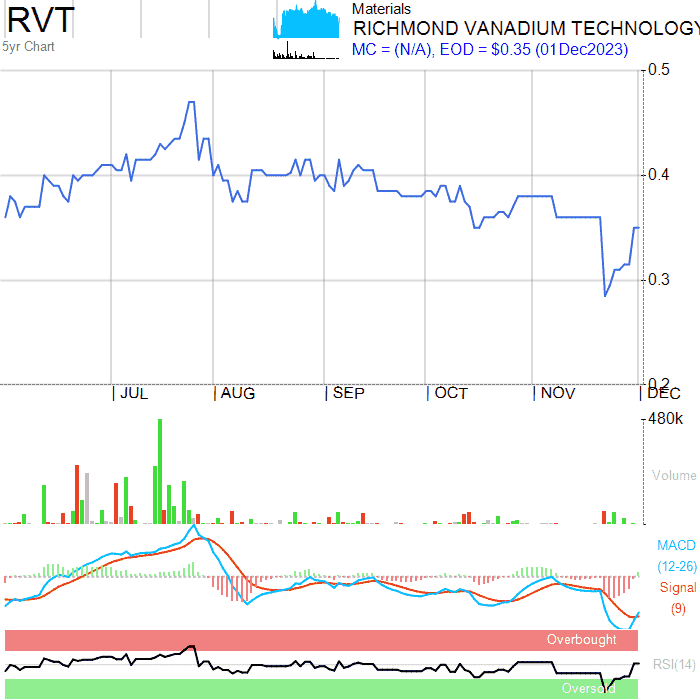 RVT
5yr Chart
Materials
RICHMOND VANADIUM TECHNOLOGY
MC = (N/A), EOD = $0.35 (01Dec2023)
0.5
0.4
0.3
0.2
JUL AUG SEP OCT NOV DEC
480k
Volume
MACD
(12-26)
Signal
(9)
Overbought
RSI(14)
Oversold